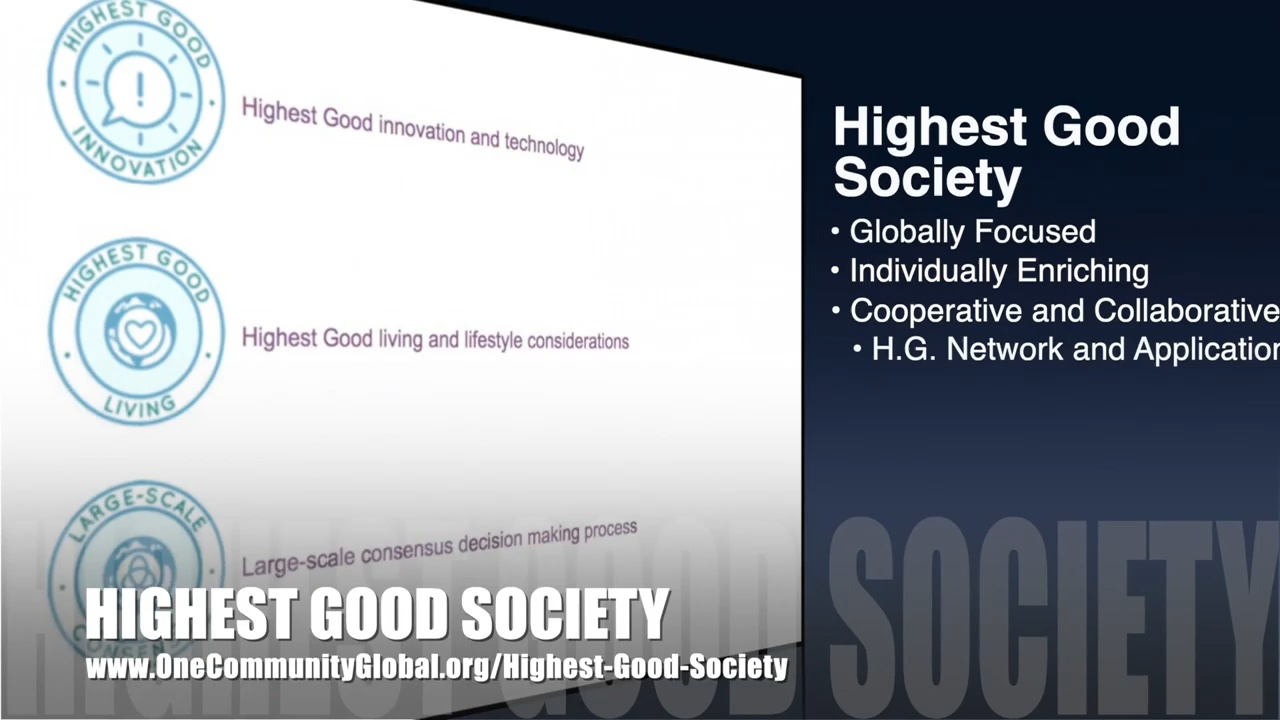 HIGHEST GOOD
INNOVATION
Highest Good innovation and technology
HIGHEST GOOD
LIVING
Highest Good living and lifestyle considerations
LARGE-SCALE
Large-scale consensus decision making process
Highest Good
Society
• Globally Focused
• Individually Enriching
• Cooperative and Collaborative
• H.G. Network and Application
HIGHEST GOOD SOCIETY
HIGHEST GOOD SOCIETY
www.OneCommunityGlobal.org/Highest-Good-Society